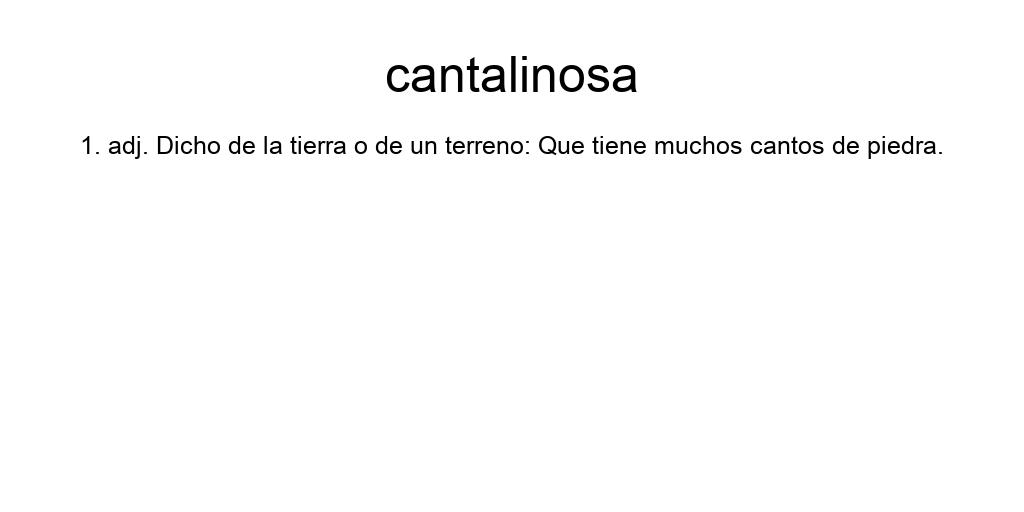 cantalinosa
1. adj. Dicho de la tierra o de un terreno: Que tiene muchos cantos de piedra.